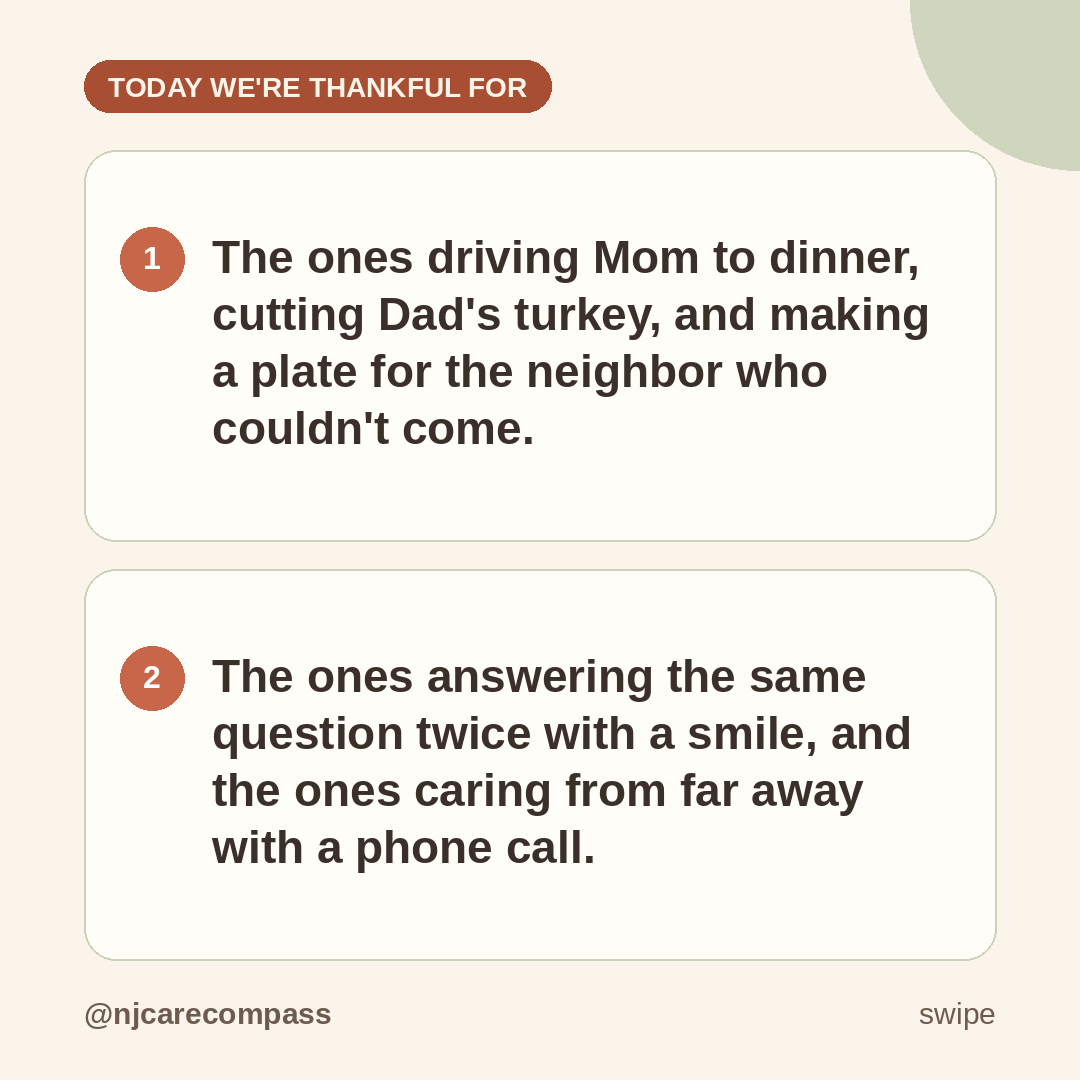 TODAY WE'RE THANKFUL FOR
1
The ones driving Mom to dinner,
cutting Dad's turkey, and making
a plate for the neighbor who
couldn't come.
2
The ones answering the same
question twice with a smile, and
the ones caring from far away
with a phone call.
@njcarecompass
swipe